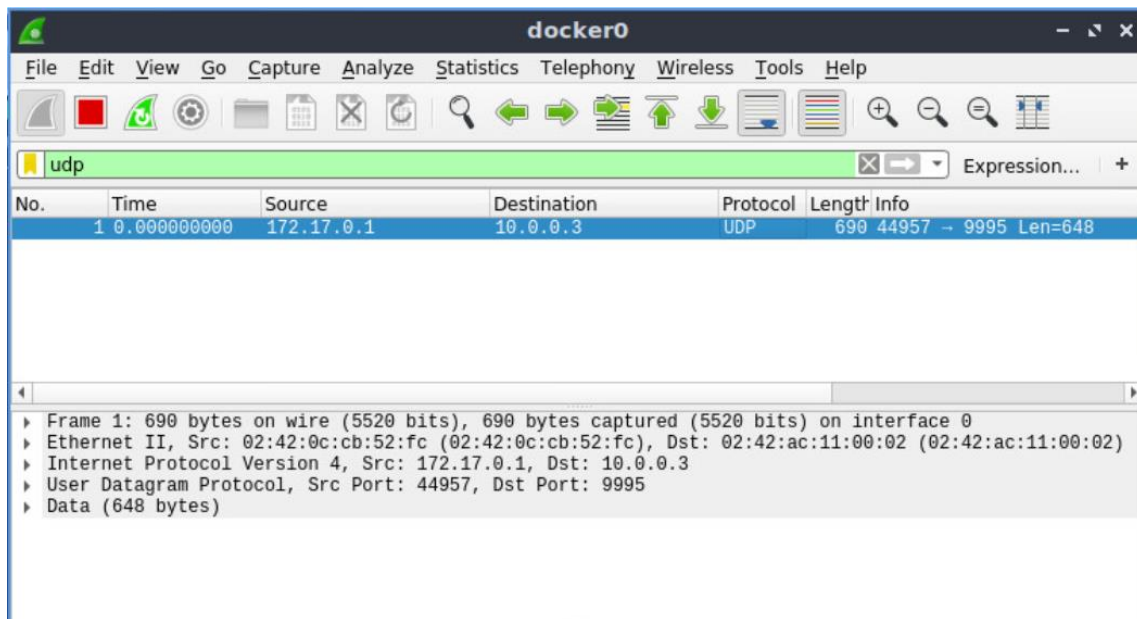 docker0
File Edit View Go Capture Analyze Statistics Telephony Wireless Tools Help
udp Expression... +
No. Time Source Destination Protocol Length Info
1 0.000000000 172.17.0.1 10.0.0.3 UDP 690 44957 → 9995 Len=648
Frame 1: 690 bytes on wire (5520 bits), 690 bytes captured (5520 bits) on interface 0
Ethernet II, Src: 02:42:0c:cb:52:fc (02:42:0c:cb:52:fc), Dst: 02:42:ac:11:00:02 (02:42:ac:11:00:02)
Internet Protocol Version 4, Src: 172.17.0.1, Dst: 10.0.0.3
User Datagram Protocol, Src Port: 44957, Dst Port: 9995
Data (648 bytes)